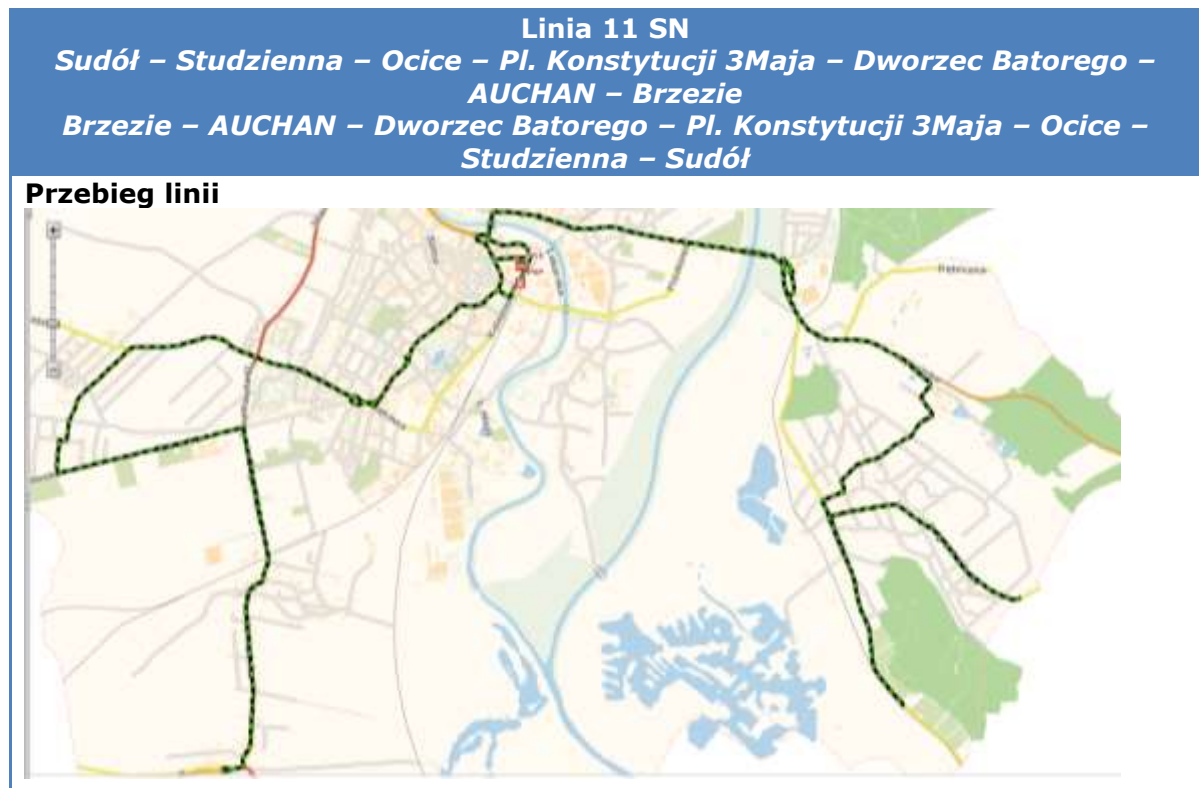 Linia 11 SN
Sudół – Studzienna – Ocice – Pl. Konstytucji 3Maja – Dworzec Batorego –
AUCHAN – Brzezie
Brzezie – AUCHAN – Dworzec Batorego – Pl. Konstytucji 3Maja – Ocice –
Studzienna – Sudół
Przebieg linii